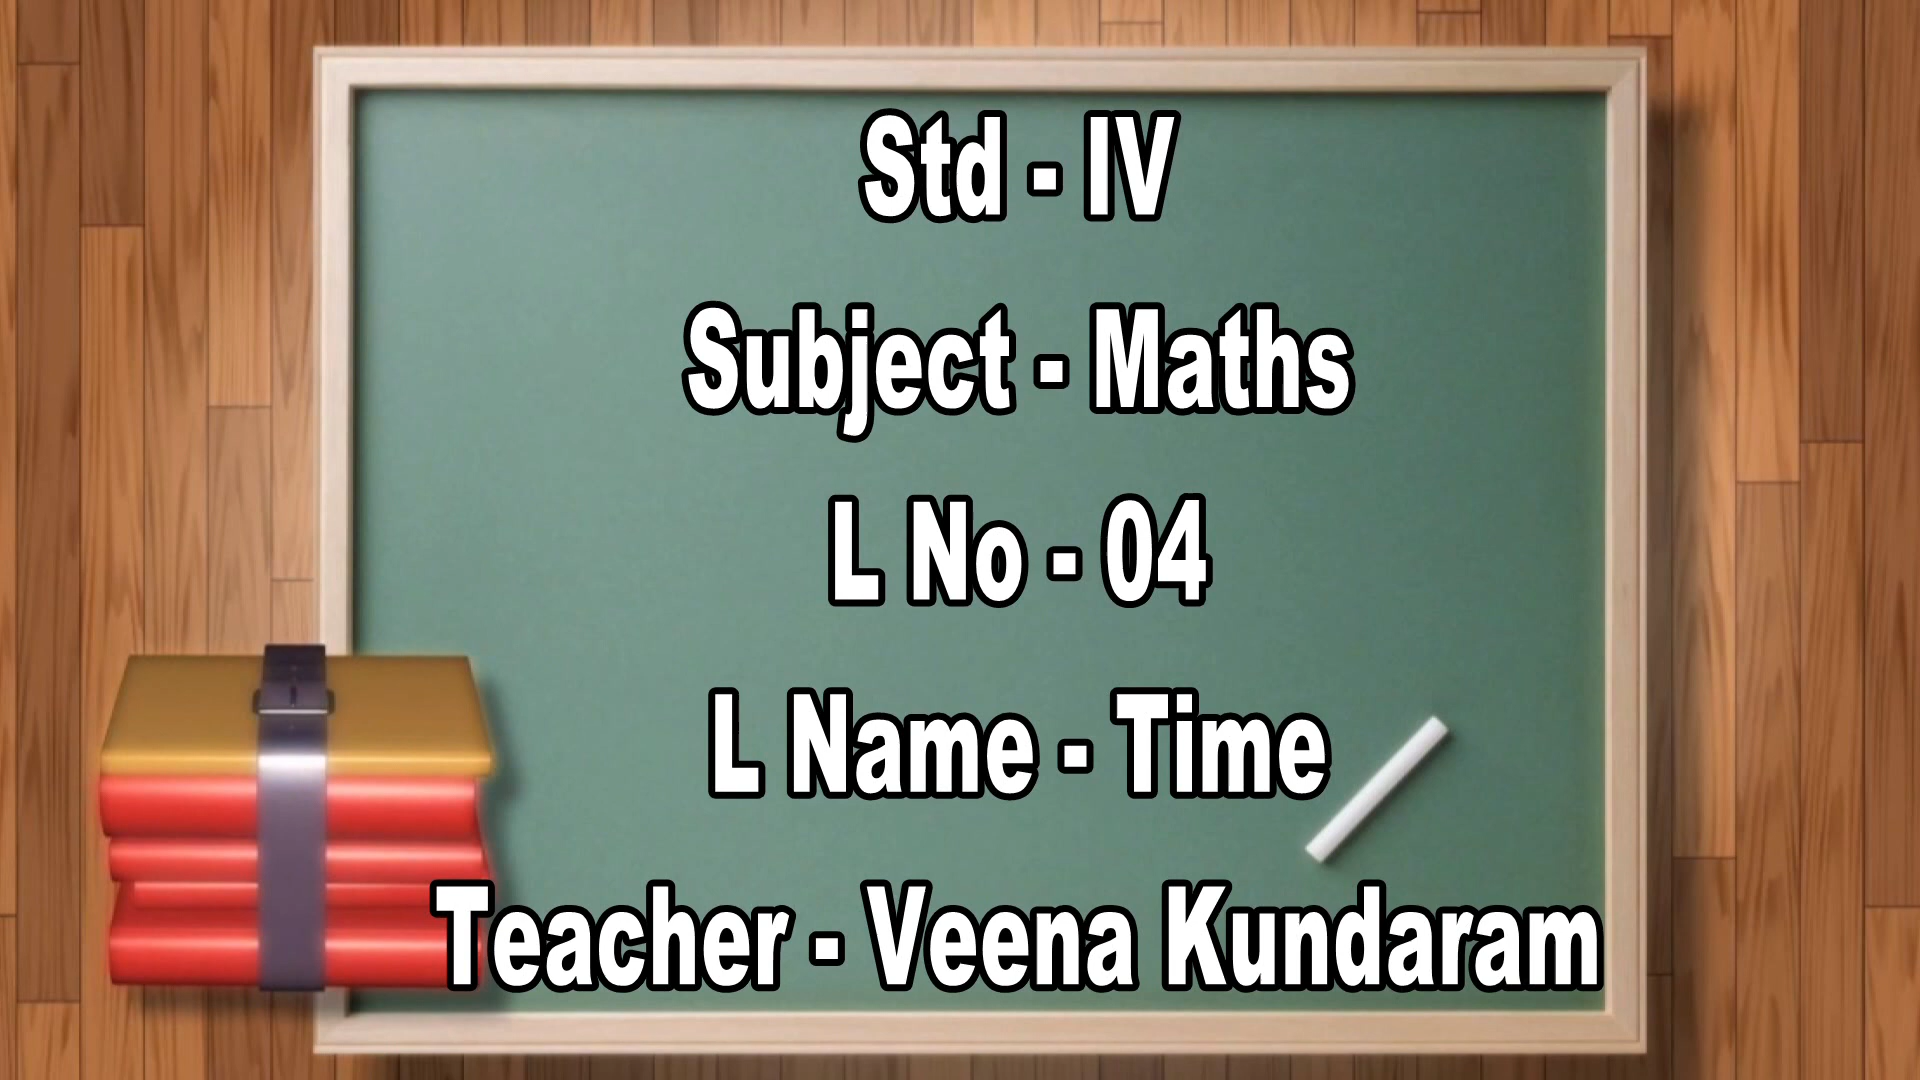 Std - IV
Subject - Maths
L No - 04
L Name - Time
Teacher - Veena Kundaram